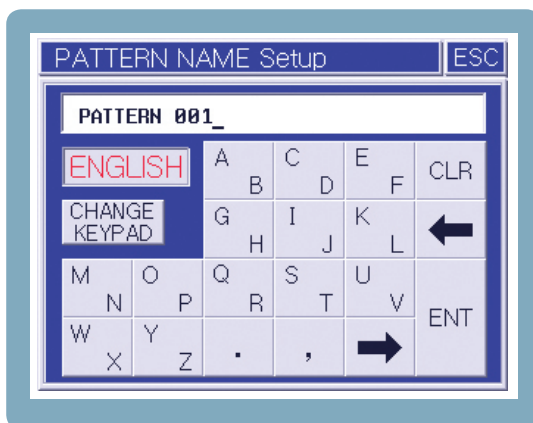 PATTERN NAME Setup ESC
PATTERN 001_
ENGLISH
A B
C D
E F
CLR
CHANGE
KEYPAD
G H
I J
K L
M N
O P
Q R
S T
U V
ENT
W X
Y Z
.
,